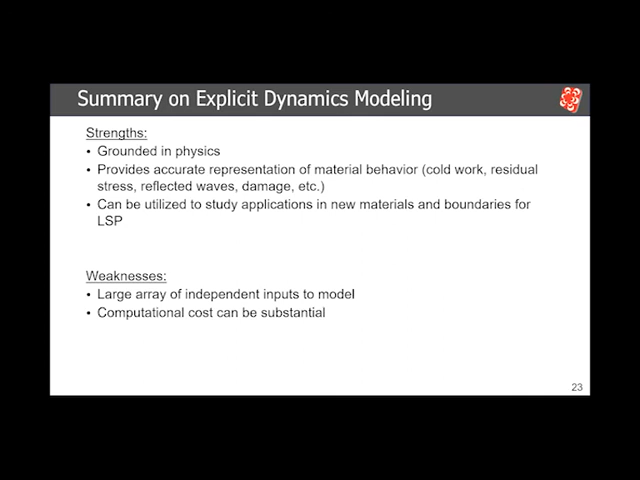 Summary on Explicit Dynamics Modeling
Strengths:
• Grounded in physics
• Provides accurate representation of material behavior (cold work, residual
stress, reflected waves, damage, etc.)
• Can be utilized to study applications in new materials and boundaries for
LSP
Weaknesses:
• Large array of independent inputs to model
• Computational cost can be substantial
23